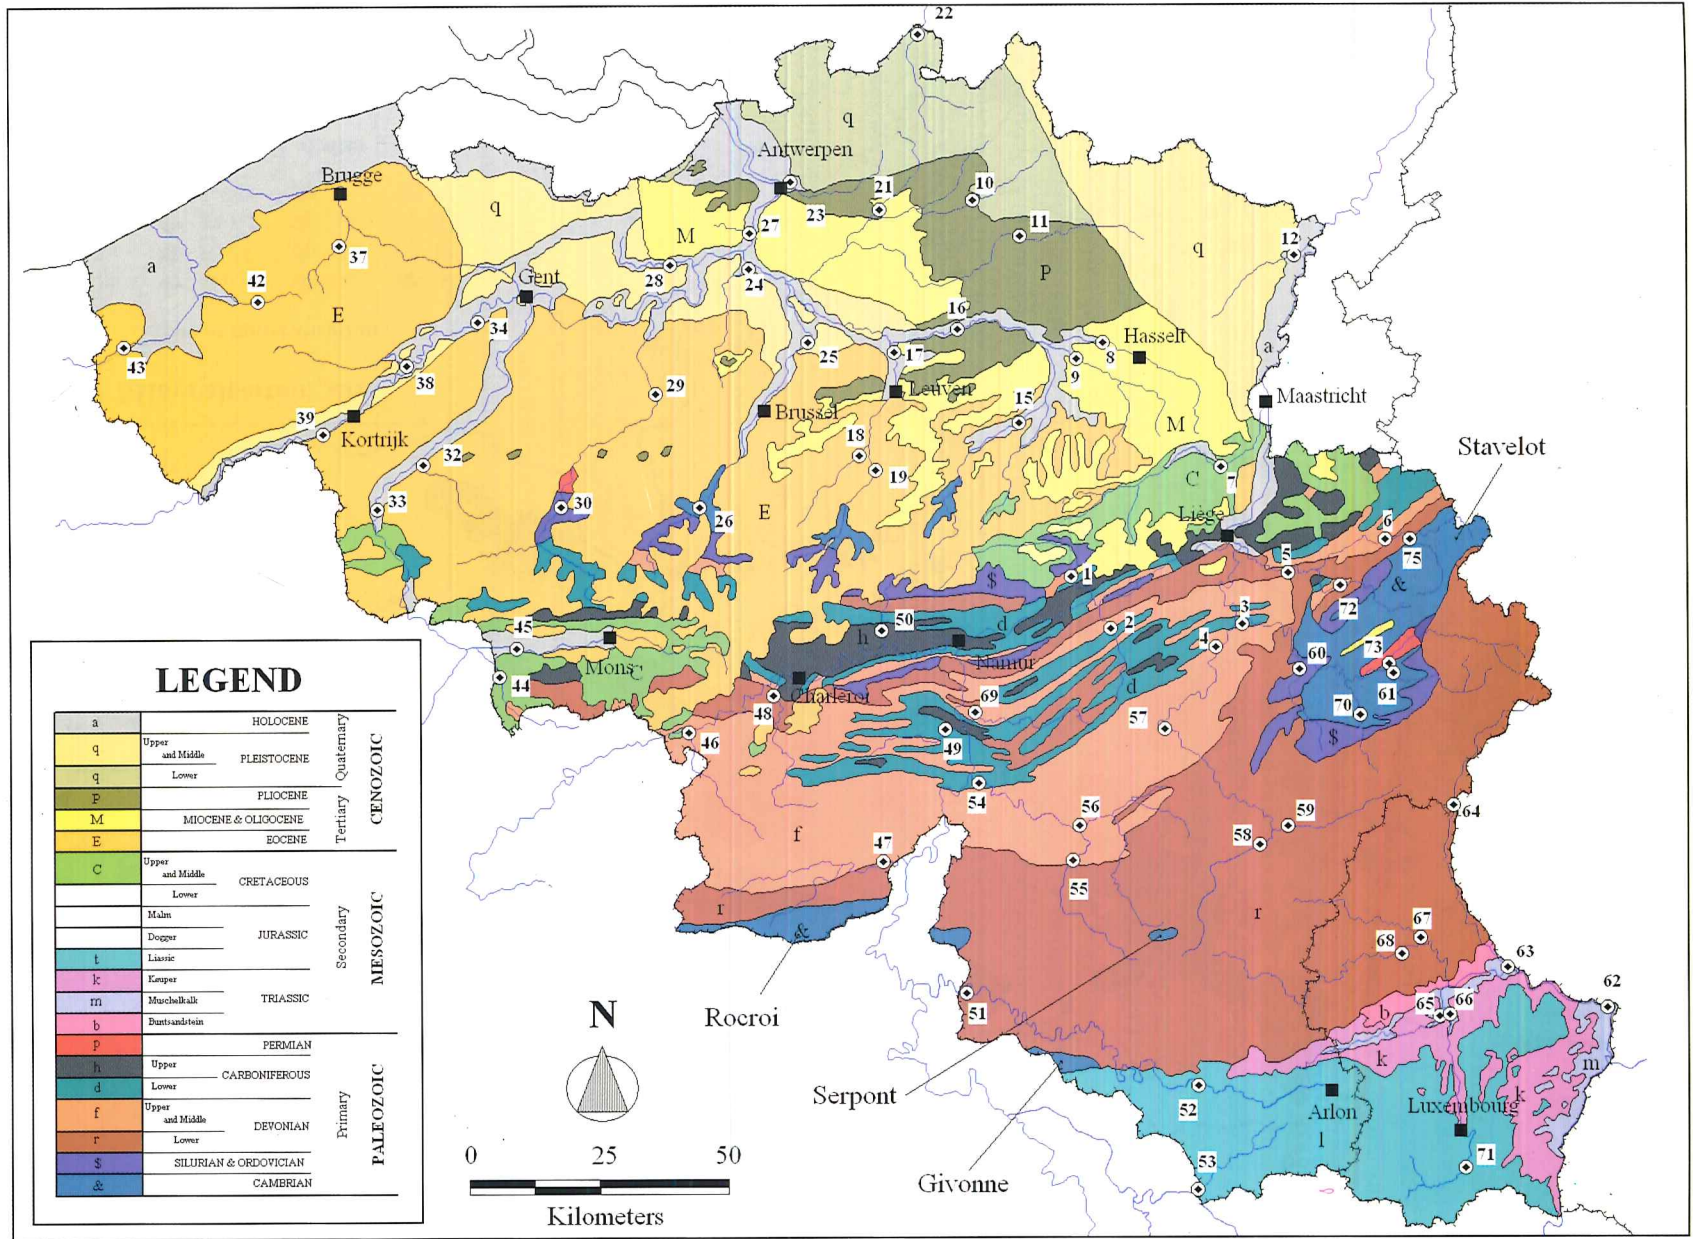 22
q
Antwerpen
Brugge
21
10
q
23
11
27
M
12
a
37
q
P
28
24
Gent
42
E
16
34
Hasselt
43
25
17
8
38
a
9
29
Leuven
Maastricht
39
Brussel
15
Kortrijk
18
M
Stavelot
32
19
C
7
33
30
26
E
Liège
6
5
75
1
$
&
72
3
45
50
h
d
2
4
Mons
C
Namur
60
73
44
Charleroi
d
61
69
70
48
57
$
46
49
54
56
59
64
f
47
58
55
r
r
67
&
68
63
62
51
65
66
Rocroi
N
b
k
m
Serpont
k
52
Arlon
Luxembourg
l
0
25
50
53
71
Givonne
Kilometers
LEGEND
a HOLOCENE
q Upper and Middle PLEISTOCENE
q Lower
Quaternary
P PLIOCENE
M MIOCENE & OLIGOCENE
E EOCENE
Tertiary
CENOZOIC
C Upper and Middle CRETACEOUS
Lower
Malm
Dogger JURASSIC
t Liassic
k Keuper
m Muschelkalk TRIASSIC
b Buntsandstein
Secondary
MESOZOIC
p PERMIAN
h Upper CARBONIFEROUS
d Lower
f Upper and Middle DEVONIAN
r Lower
$ SILURIAN & ORDOVICIAN
& CAMBRIAN
Primary
PALEOZOIC